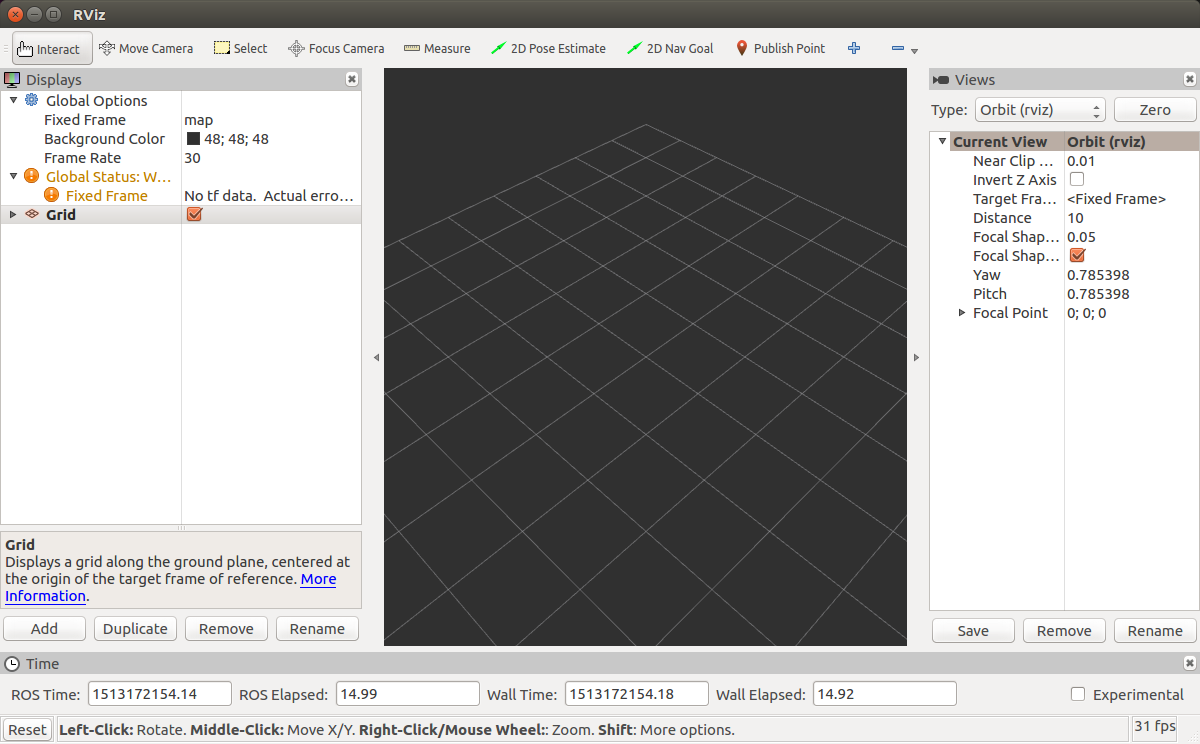 RViz
Interact Move Camera Select Focus Camera Measure 2D Pose Estimate 2D Nav Goal Publish Point
Displays
Global Options
Fixed Frame map
Background Color 48; 48; 48
Frame Rate 30
Global Status: W...
Fixed Frame No tf data. Actual erro...
Grid
Grid
Displays a grid along the ground plane, centered at
the origin of the target frame of reference. More
Information.
Add Duplicate Remove Rename
Views
Type: Orbit (rviz) Zero
Current View Orbit (rviz)
Near Clip ... 0.01
Invert Z Axis
Target Fra... <Fixed Frame>
Distance 10
Focal Shap... 0.05
Focal Shap...
Yaw 0.785398
Pitch 0.785398
Focal Point 0; 0; 0
Save Remove Rename
Time
ROS Time: 1513172154.14 ROS Elapsed: 14.99 Wall Time: 1513172154.18 Wall Elapsed: 14.92 Experimental
Reset Left-Click: Rotate. Middle-Click: Move X/Y. Right-Click/Mouse Wheel:: Zoom. Shift: More options. 31 fps